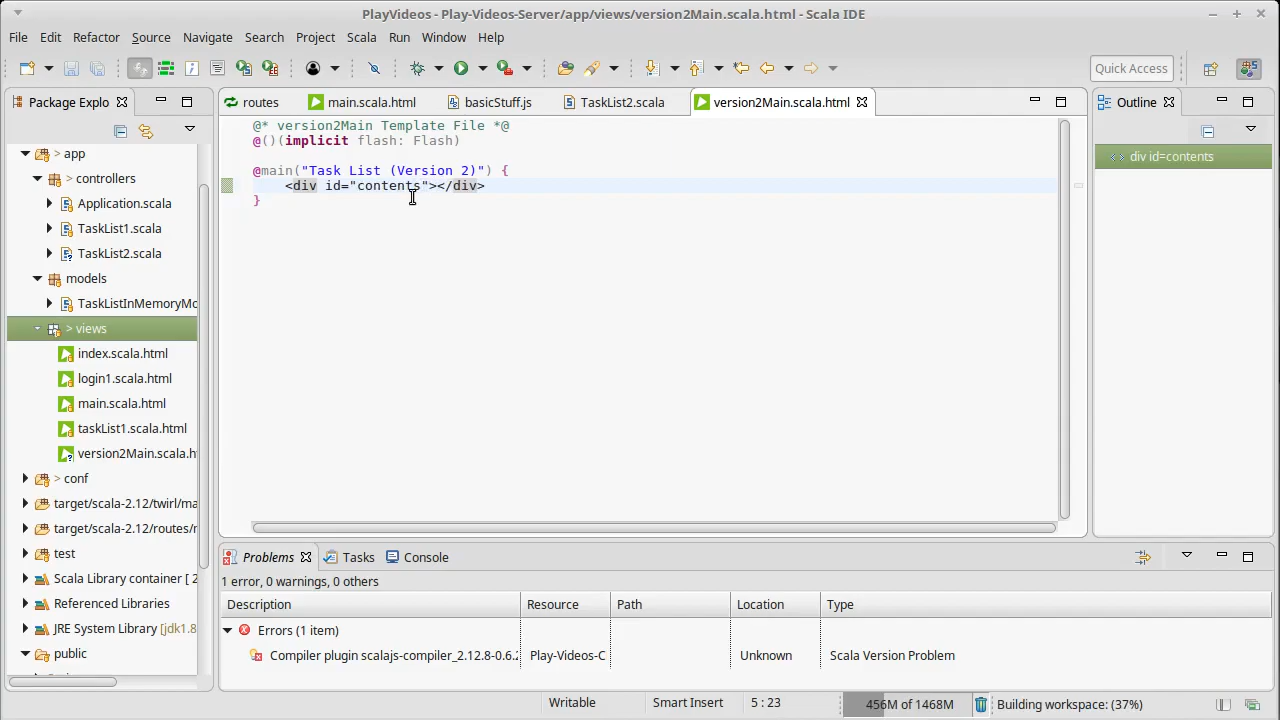 PlayVideos - Play-Videos-Server/app/views/version2Main.scala.html - Scala IDE
File Edit Refactor Source Navigate Search Project Scala Run Window Help
Quick Access
Package Explo
routes main.scala.html basicStuff.js TaskList2.scala version2Main.scala.html
Outline
@* version2Main Template File *@
@()(implicit flash: Flash)
@main("Task List (Version 2)") {
<div id="contents"></div>
}
div id=contents
> app
> controllers
Application.scala
TaskList1.scala
TaskList2.scala
models
TaskListInMemoryMo
> views
index.scala.html
login1.scala.html
main.scala.html
taskList1.scala.html
version2Main.scala.h
> conf
target/scala-2.12/twirl/ma
target/scala-2.12/routes/r
test
Scala Library container [ 2
Referenced Libraries
JRE System Library [jdk1.8
public
Problems Tasks Console
1 error, 0 warnings, 0 others
Description Resource Path Location Type
Errors (1 item)
Compiler plugin scalajs-compiler_2.12.8-0.6.2 Play-Videos-C Unknown Scala Version Problem
Writable Smart Insert 5 : 23 456M of 1468M Building workspace: (37%)